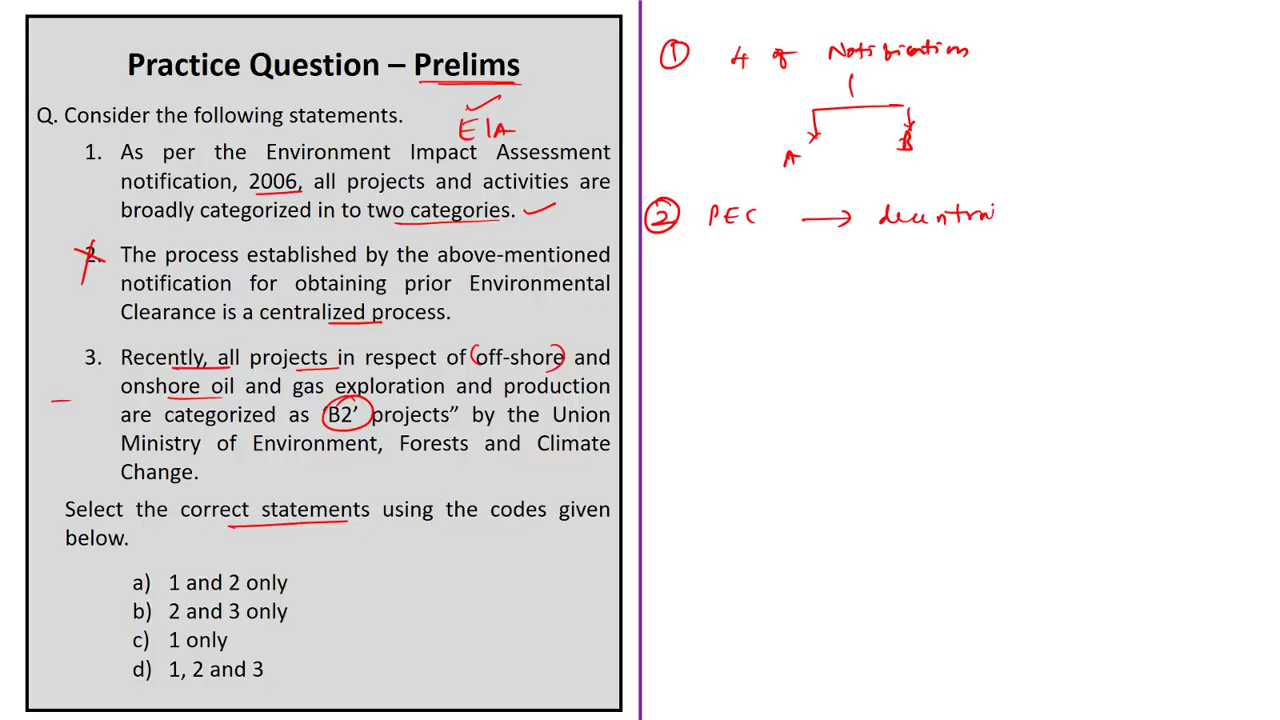 Practice Question – Prelims
Q. Consider the following statements.
EIA
1. As per the Environment Impact Assessment
notification, 2006, all projects and activities are
broadly categorized in to two categories.
2. The process established by the above-mentioned
notification for obtaining prior Environmental
Clearance is a centralized process.
3. Recently, all projects in respect of off-shore and
onshore oil and gas exploration and production
are categorized as ‘B2’ projects” by the Union
Ministry of Environment, Forests and Climate
Change.
Select the correct statements using the codes given
below.
a) 1 and 2 only
b) 2 and 3 only
c) 1 only
d) 1, 2 and 3
① 4 of Notification
A B
② PEC → decentrai